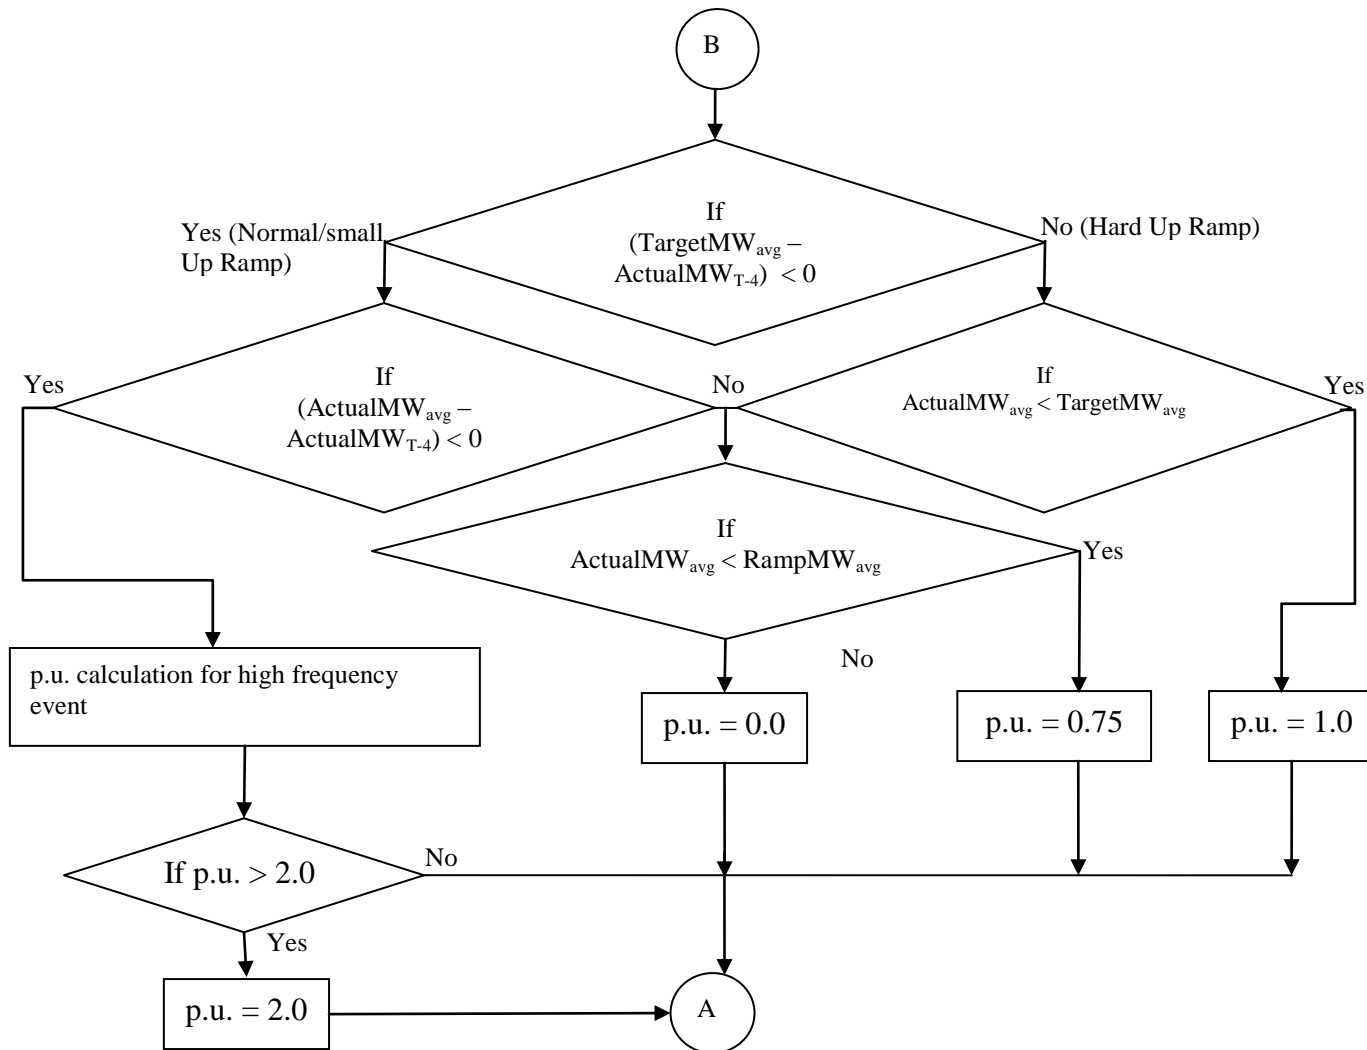 B
If
(TargetMWavg –
ActualMWT-4) < 0
Yes (Normal/small
Up Ramp)
No (Hard Up Ramp)
Yes
If
(ActualMWavg –
ActualMWT-4) < 0
No
If
ActualMWavg < TargetMWavg
Yes
If
ActualMWavg < RampMWavg
Yes
No
p.u. calculation for high frequency
event
p.u. = 0.0
p.u. = 0.75
p.u. = 1.0
If p.u. > 2.0
No
Yes
p.u. = 2.0
A